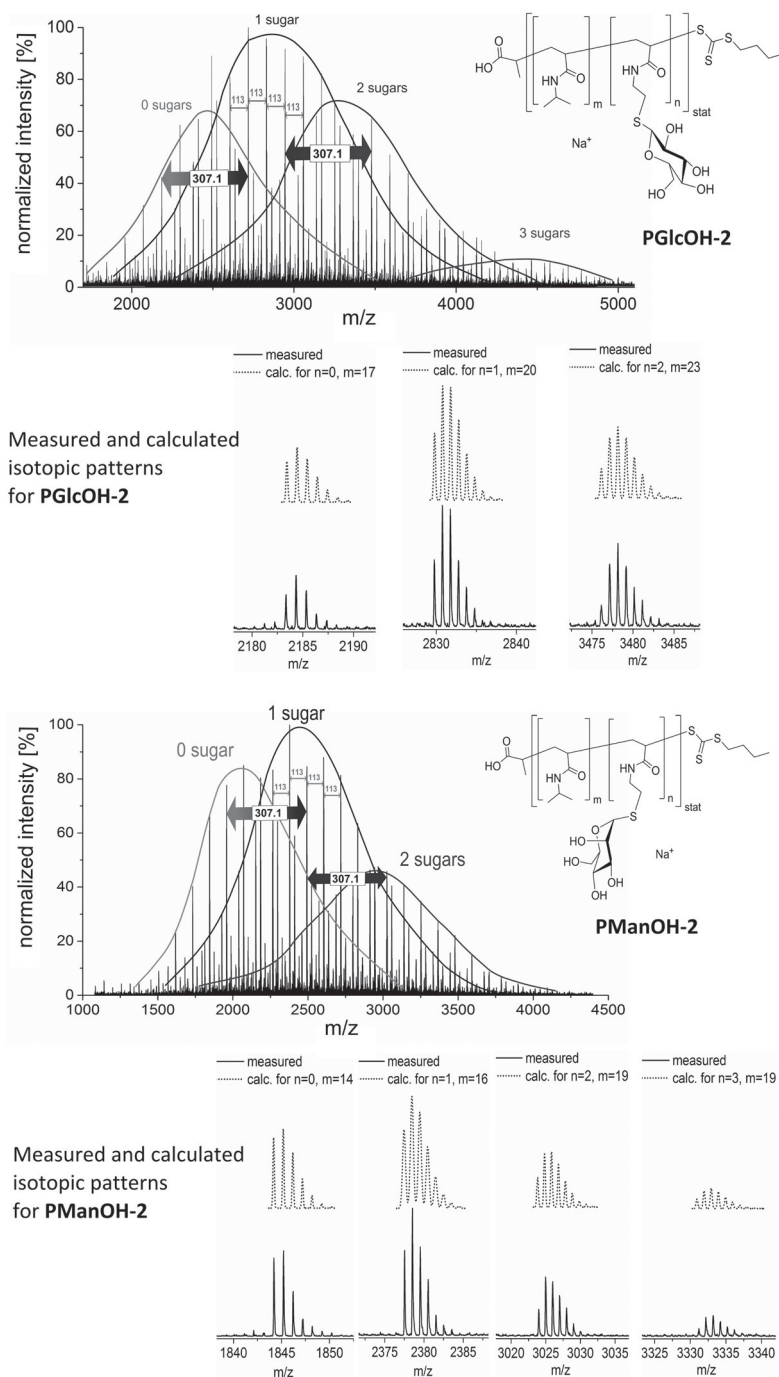 normalized intensity [%]
100
80
60
40
20
0
0 sugars
1 sugar
2 sugars
3 sugars
113
113
113
113
307.1
307.1
2000
3000
4000
5000
m/z
HO
O
HN
O
m
HN
O
n
stat
S
S
S
Na+
S
OH
OH
O
HO
OH
PGlcOH-2
Measured and calculated
isotopic patterns
for PGlcOH-2
measured
calc. for n=0, m=17
2180 2185 2190
m/z
measured
calc. for n=1, m=20
2830 2840
m/z
measured
calc. for n=2, m=23
3475 3480 3485
m/z
normalized intensity [%]
100
80
60
40
20
0
0 sugar
1 sugar
2 sugars
113
113
113
113
307.1
307.1
1000 1500 2000 2500 3000 3500 4000 4500
m/z
HO
O
HN
O
m
HN
O
n
stat
S
S
S
Na+
S
OH
O
HO
HO
OH
PManOH-2
Measured and calculated
isotopic patterns
for PManOH-2
measured
calc. for n=0, m=14
1840 1845 1850
m/z
measured
calc. for n=1, m=16
2375 2380 2385
m/z
measured
calc. for n=2, m=19
3020 3025 3030 3035
m/z
measured
calc. for n=3, m=19
3325 3330 3335 3340
m/z